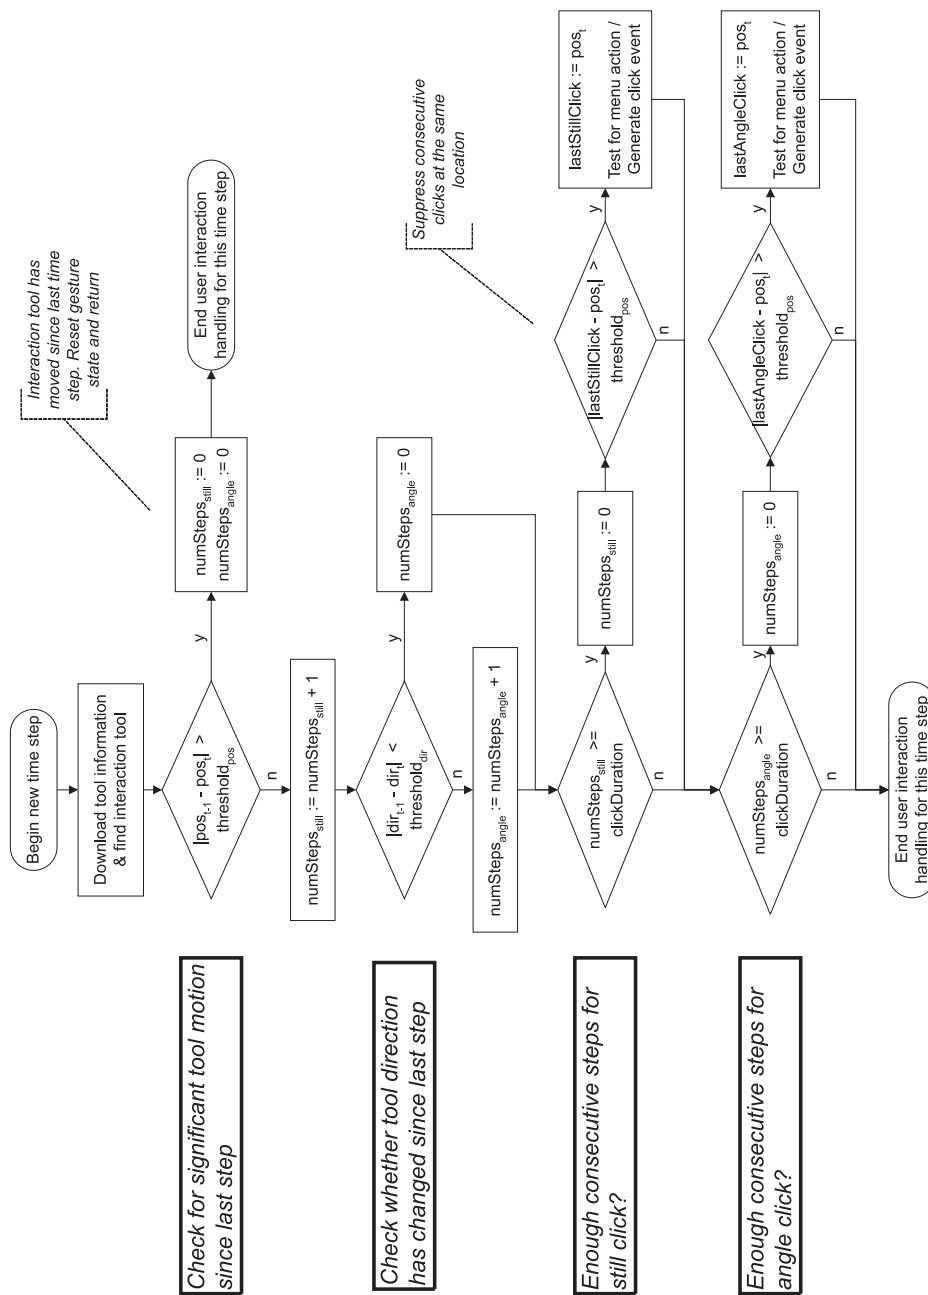 Begin new time step
Download tool information
& find interaction tool
Check for significant tool motion
since last step
|pos_t-1 - pos_t| >
threshold_pos
y
n
numSteps_still := 0
numSteps_angle := 0
End user interaction
handling for this time step
Interaction tool has
moved since last time
step. Reset gesture
state and return
numSteps_still := numSteps_still + 1
Check whether tool direction
has changed since last step
|dir_t-1 - dir_t| <
threshold_dir
y
n
numSteps_angle := 0
numSteps_angle := numSteps_angle + 1
Enough consecutive steps for
still click?
numSteps_still >=
clickDuration
y
n
numSteps_still := 0
|lastStillClick - pos_t| >
threshold_pos
y
n
Suppress consecutive
clicks at the same
location
lastStillClick := pos_t
Test for menu action /
Generate click event
Enough consecutive steps for
angle click?
numSteps_angle >=
clickDuration
y
n
numSteps_angle := 0
|lastAngleClick - pos_t| >
threshold_pos
y
n
lastAngleClick := pos_t
Test for menu action /
Generate click event
End user interaction
handling for this time step